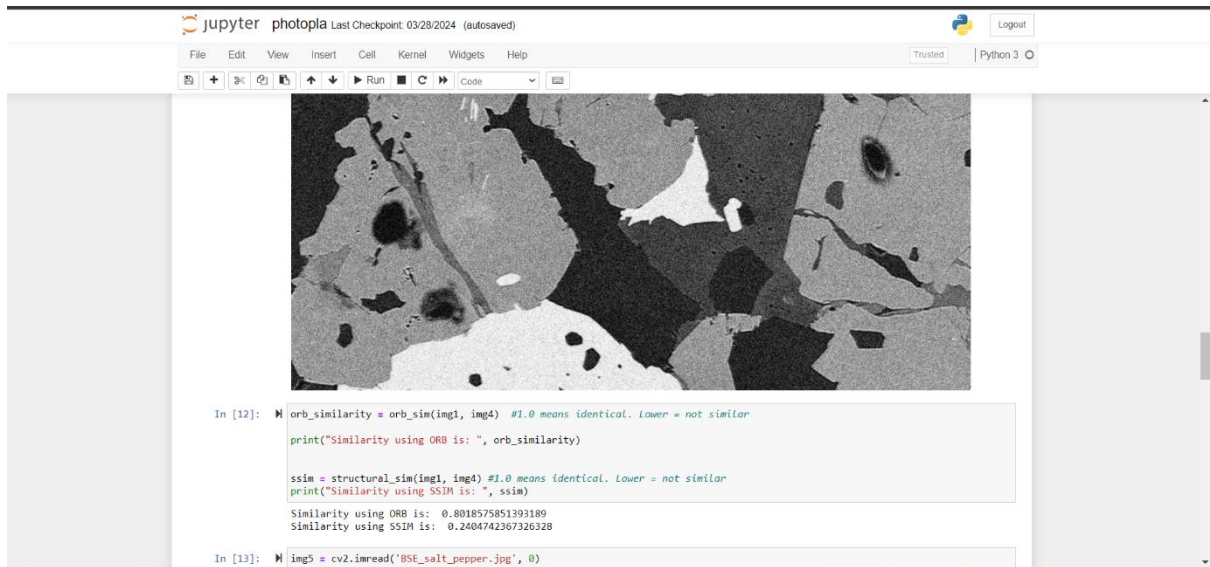 jupyter photopla Last Checkpoint: 03/28/2024 (autosaved)
Logout
File Edit View Insert Cell Kernel Widgets Help
Trusted
Python 3
Run
Code
In [12]:
orb_similarity = orb_sim(img1, img4) #1.0 means identical. Lower = not similar
print("Similarity using ORB is: ", orb_similarity)
ssim = structural_sim(img1, img4) #1.0 means identical. Lower = not similar
print("Similarity using SSIM is: ", ssim)
Similarity using ORB is: 0.8018575851393189
Similarity using SSIM is: 0.2404742367326328
In [13]:
img5 = cv2.imread('BSE_salt_pepper.jpg', 0)